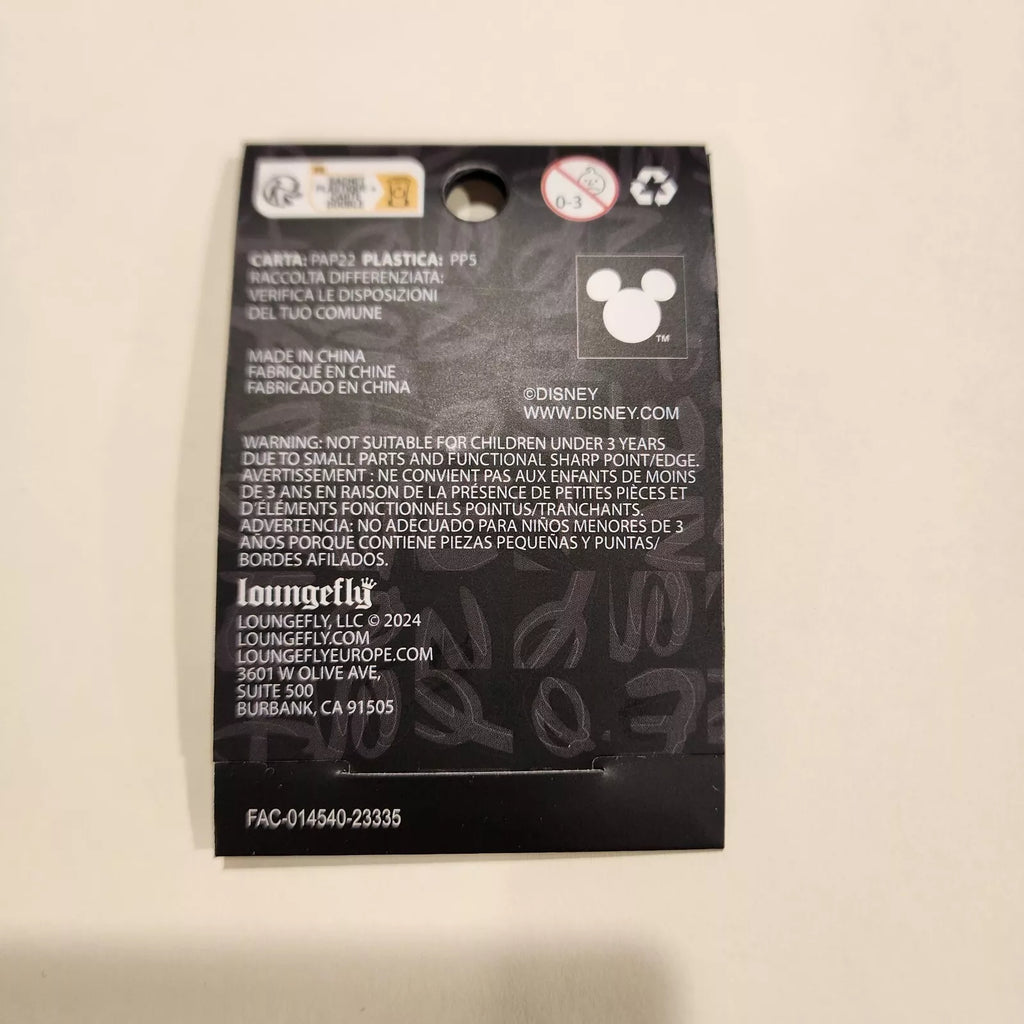 0-3
CARTA: PAP22 PLASTICA: PP5
RACCOLTA DIFFERENZIATA:
VERIFICA LE DISPOSIZIONI
DEL TUO COMUNE
TM
MADE IN CHINA
FABRIQUÉ EN CHINE
FABRICADO EN CHINA
©DISNEY
WWW.DISNEY.COM
WARNING: NOT SUITABLE FOR CHILDREN UNDER 3 YEARS
DUE TO SMALL PARTS AND FUNCTIONAL SHARP POINT/EDGE.
AVERTISSEMENT : NE CONVIENT PAS AUX ENFANTS DE MOINS
DE 3 ANS EN RAISON DE LA PRÉSENCE DE PETITES PIÈCES ET
D'ÉLÉMENTS FONCTIONNELS POINTUS/TRANCHANTS.
ADVERTENCIA: NO ADECUADO PARA NIÑOS MENORES DE 3
AÑOS PORQUE CONTIENE PIEZAS PEQUEÑAS Y PUNTAS/
BORDES AFILADOS.
loungefly
LOUNGEFLY, LLC © 2024
LOUNGEFLY.COM
LOUNGEFLYEUROPE.COM
3601 W OLIVE AVE,
SUITE 500
BURBANK, CA 91505
FAC-014540-23335